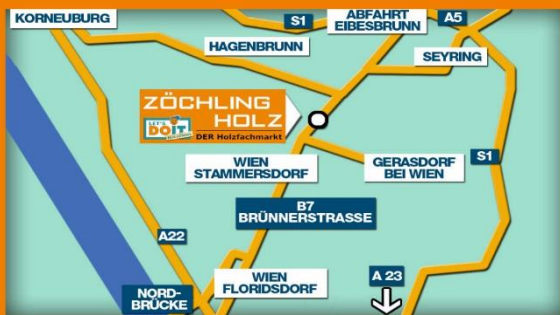 KORNEUBURG
S1
ABFAHRT
EIBESBRUNN
A5
HAGENBRUNN
SEYRING
ZÖCHLING
HOLZ
LET'S
DOIT
DER Holzfachmarkt
WIEN
STAMMERSDORF
GERASDORF
BEI WIEN
S1
B7
BRÜNNERSTRASSE
A22
WIEN
FLORIDSDORF
A 23
NORD-
BRÜCKE